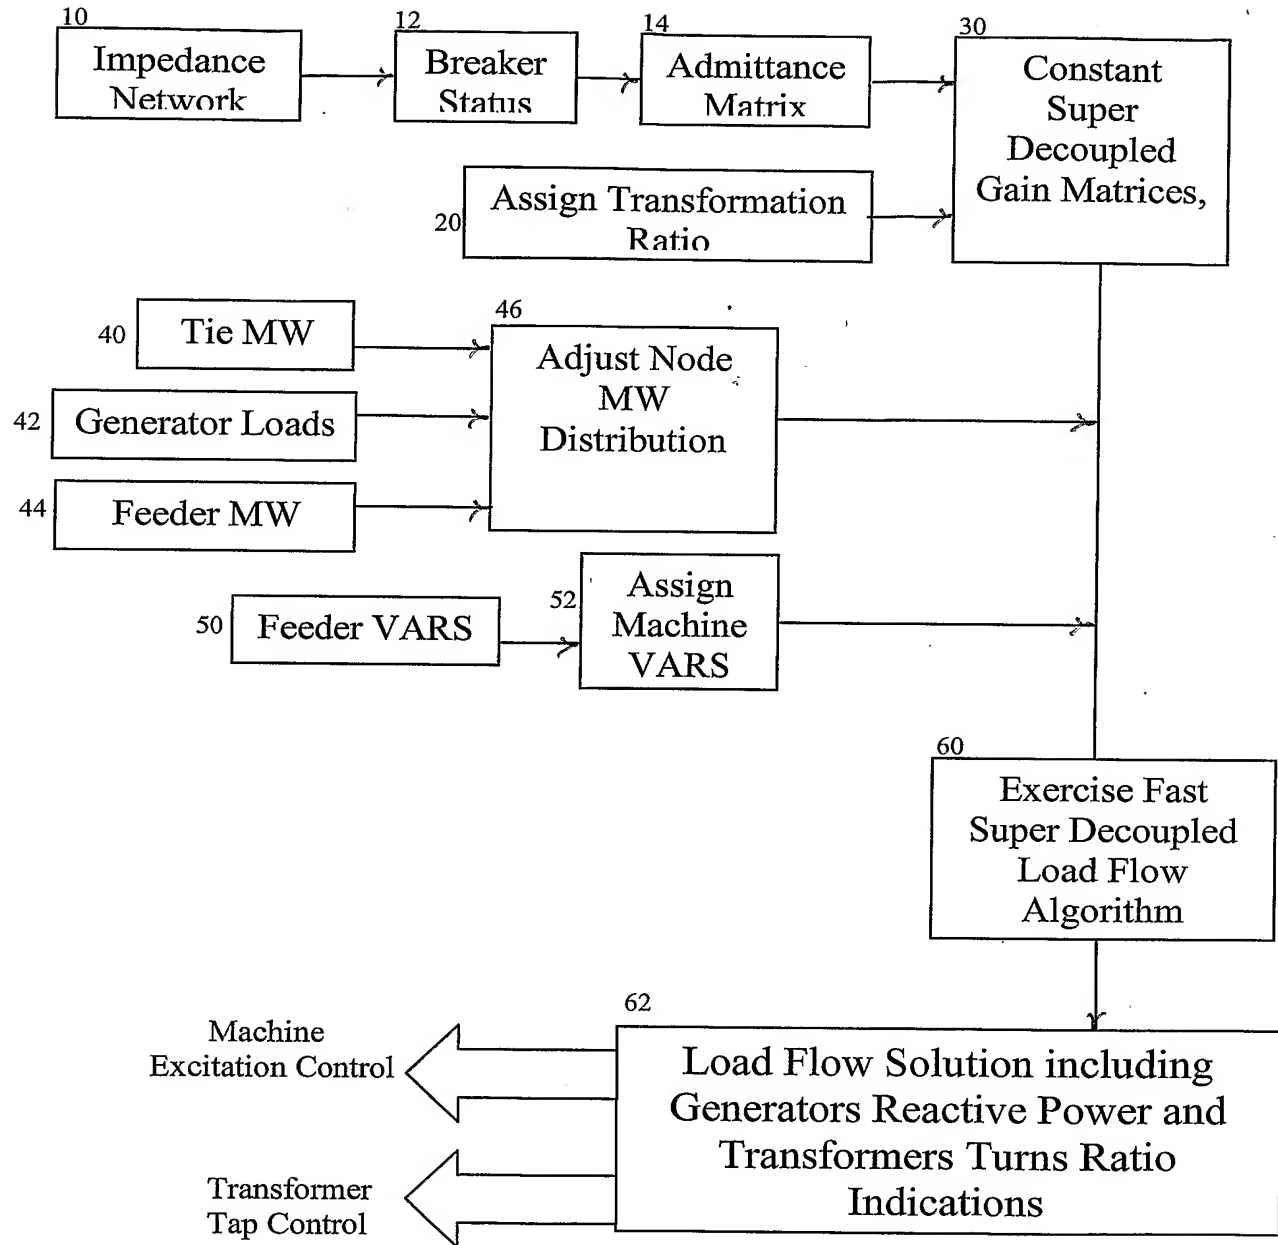 10
Impedance
Network
12
Breaker
Status
14
Admittance
Matrix
30
Constant
Super
Decoupled
Gain Matrices,
20
Assign Transformation
Ratio
40
Tie MW
42
Generator Loads
44
Feeder MW
46
Adjust Node
MW
Distribution
50
Feeder VARS
52
Assign
Machine
VARS
60
Exercise Fast
Super Decoupled
Load Flow
Algorithm
62
Load Flow Solution including
Generators Reactive Power and
Transformers Turns Ratio
Indications
Machine
Excitation Control
Transformer
Tap Control